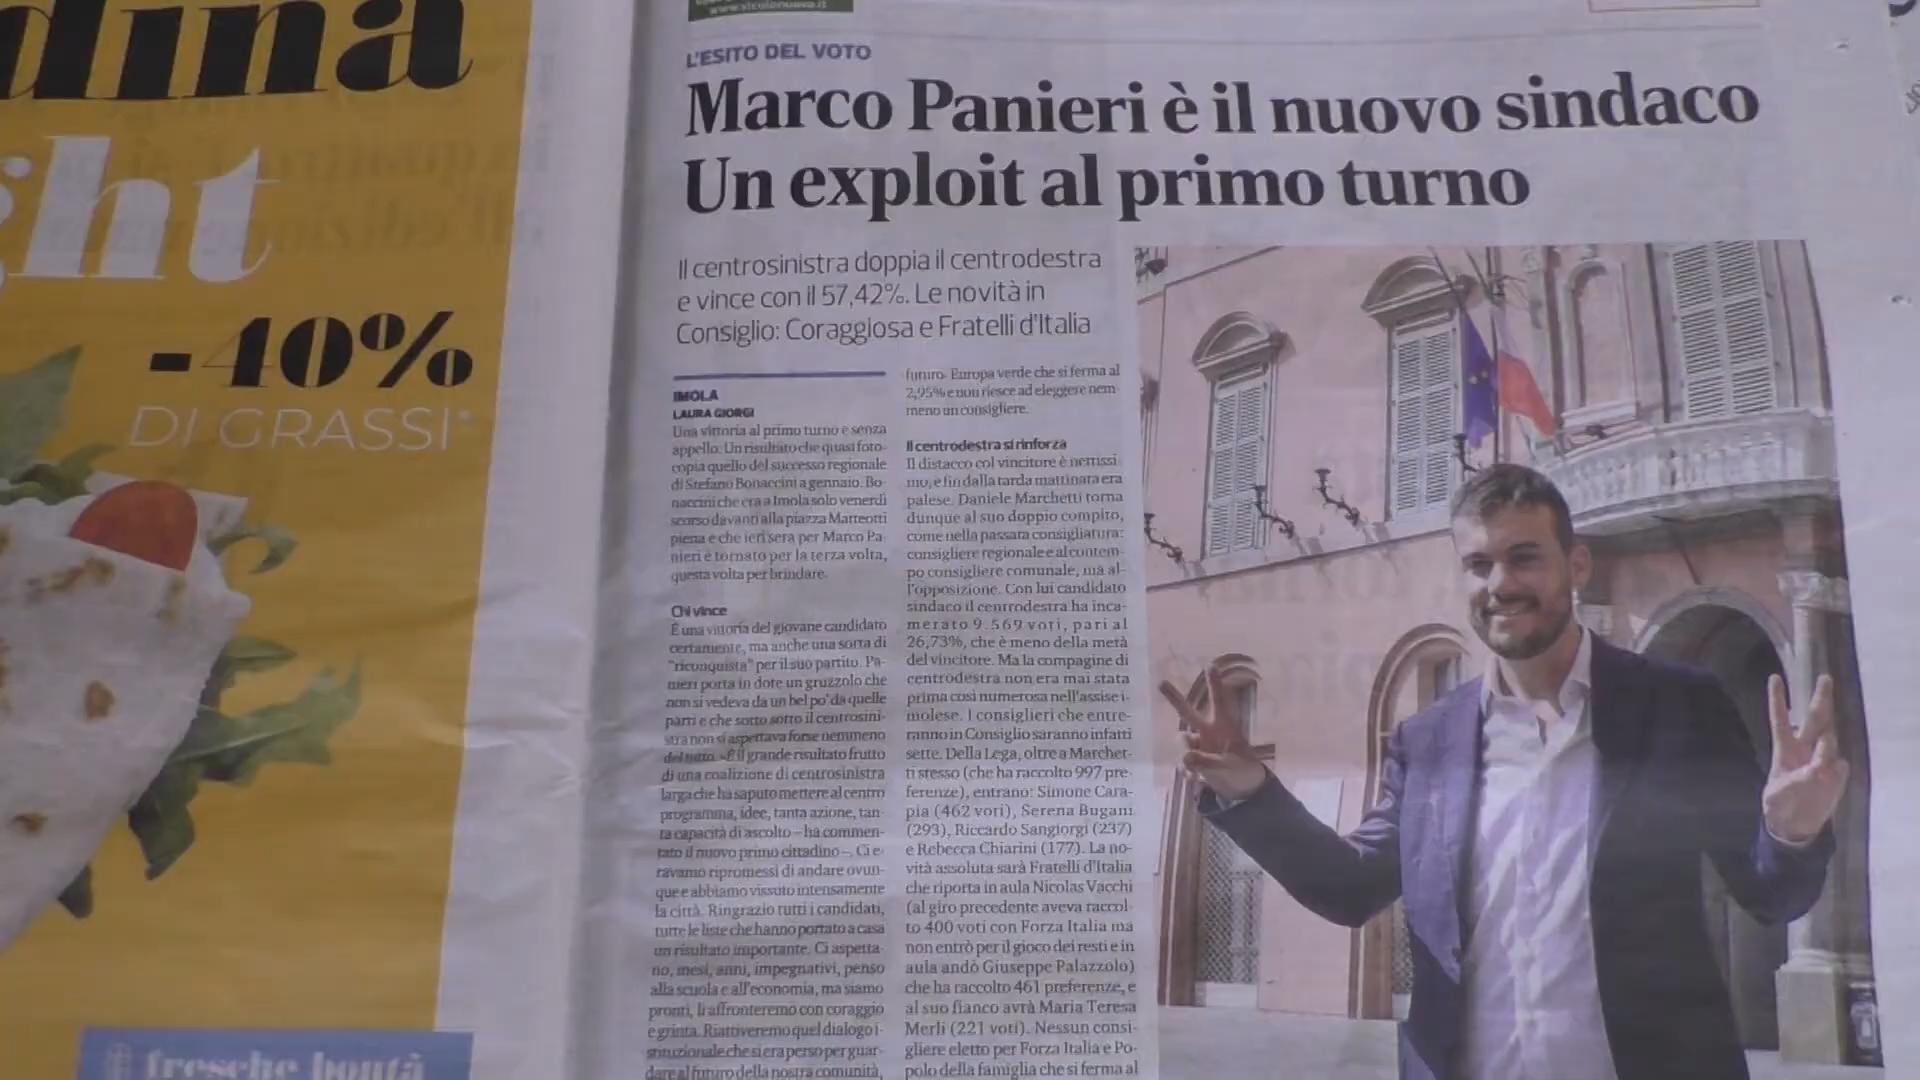 dina
ght
-40%
DI GRASSI*
fresche bontà
www.vicolonuovo.it
L'ESITO DEL VOTO
Marco Panieri è il nuovo sindaco
Un exploit al primo turno
Il centrosinistra doppia il centrodestra
e vince con il 57,42%. Le novità in
Consiglio: Coraggiosa e Fratelli d'Italia
IMOLA
LAURA GIORGI
Una vittoria al primo turno e senza
appello. Un risultato che quasi foto-
copia quello del successo regionale
di Stefano Bonaccini a gennaio. Bo-
naccini che era a Imola solo venerdì
scorso davanti alla piazza Matteotti
piena e che ieri sera per Marco Pa-
nieri è tornato per la terza volta,
questa volta per brindare.
Chi vince
È una vittoria del giovane candidato
certamente, ma anche una sorta di
"riconquista" per il suo partito. Pa-
nieri porta in dote un gruzzolo che
non si vedeva da un bel po' da quelle
parti e che sotto sotto il centrosini-
stra non si aspettava forse nemmeno
del tutto. «È il grande risultato frutto
di una coalizione di centrosinistra
larga che ha saputo mettere al centro
programma, idee, tanta azione, tan-
ta capacità di ascolto – ha commen-
tato il nuovo primo cittadino –. Ci e-
ravamo ripromessi di andare ovun-
que e abbiamo vissuto intensamente
la città. Ringrazio tutti i candidati,
tutte le liste che hanno portato a casa
un risultato importante. Ci aspetta-
no, mesi, anni, impegnativi, penso
alla scuola e all'economia, ma siamo
pronti, li affronteremo con coraggio
e grinta. Riattiveremo quel dialogo i-
stituzionale che si era perso per guar-
dare al futuro della nostra comunità,
futuro. Europa verde che si ferma al
2,95% e non riesce ad eleggere nem-
meno un consigliere.
Il centrodestra si rinforza
Il distacco col vincitore è nettissi-
mo, e fin dalla tarda mattinata era
palese. Daniele Marchetti torna
dunque al suo doppio compito,
come nella passata consigliatura:
consigliere regionale e al contem-
po consigliere comunale, ma al-
l'opposizione. Con lui candidato
sindaco il centrodestra ha inca-
merato 9.569 voti, pari al
26,73%, che è meno della metà
del vincitore. Ma la compagine di
centrodestra non era mai stata
prima così numerosa nell'assise i-
molese. I consiglieri che entre-
ranno in Consiglio saranno infatti
sette. Della Lega, oltre a Marchet-
ti stesso (che ha raccolto 997 pre-
ferenze), entrano: Simone Cara-
pia (462 voti), Serena Bugani
(293), Riccardo Sangiorgi (237)
e Rebecca Chiarini (177). La no-
vità assoluta sarà Fratelli d'Italia
che riporta in aula Nicolas Vacchi
(al giro precedente aveva raccol-
to 400 voti con Forza Italia ma
non entrò per il gioco dei resti e in
aula andò Giuseppe Palazzolo)
che ha raccolto 461 preferenze, e
al suo fianco avrà Maria Teresa
Merli (221 voti). Nessun consi-
gliere eletto per Forza Italia e Po-
polo della famiglia che si ferma al